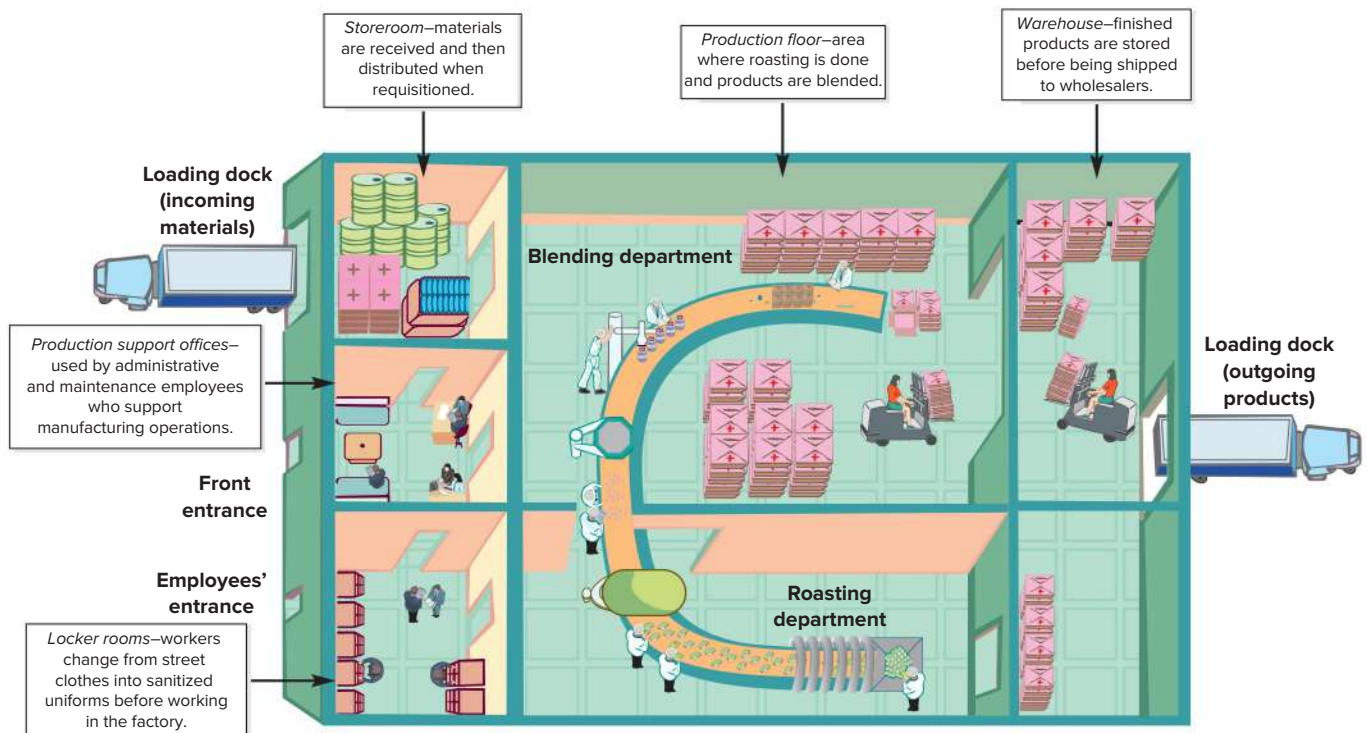 Storeroom–materials
are received and then
distributed when
requisitioned.
Production floor–area
where roasting is done
and products are blended.
Warehouse–finished
products are stored
before being shipped
to wholesalers.
Loading dock
(incoming
materials)
Blending department
Production support offices–
used by administrative
and maintenance employees
who support
manufacturing operations.
Loading dock
(outgoing
products)
Front
entrance
Employees’
entrance
Roasting
department
Locker rooms–workers
change from street
clothes into sanitized
uniforms before working
in the factory.